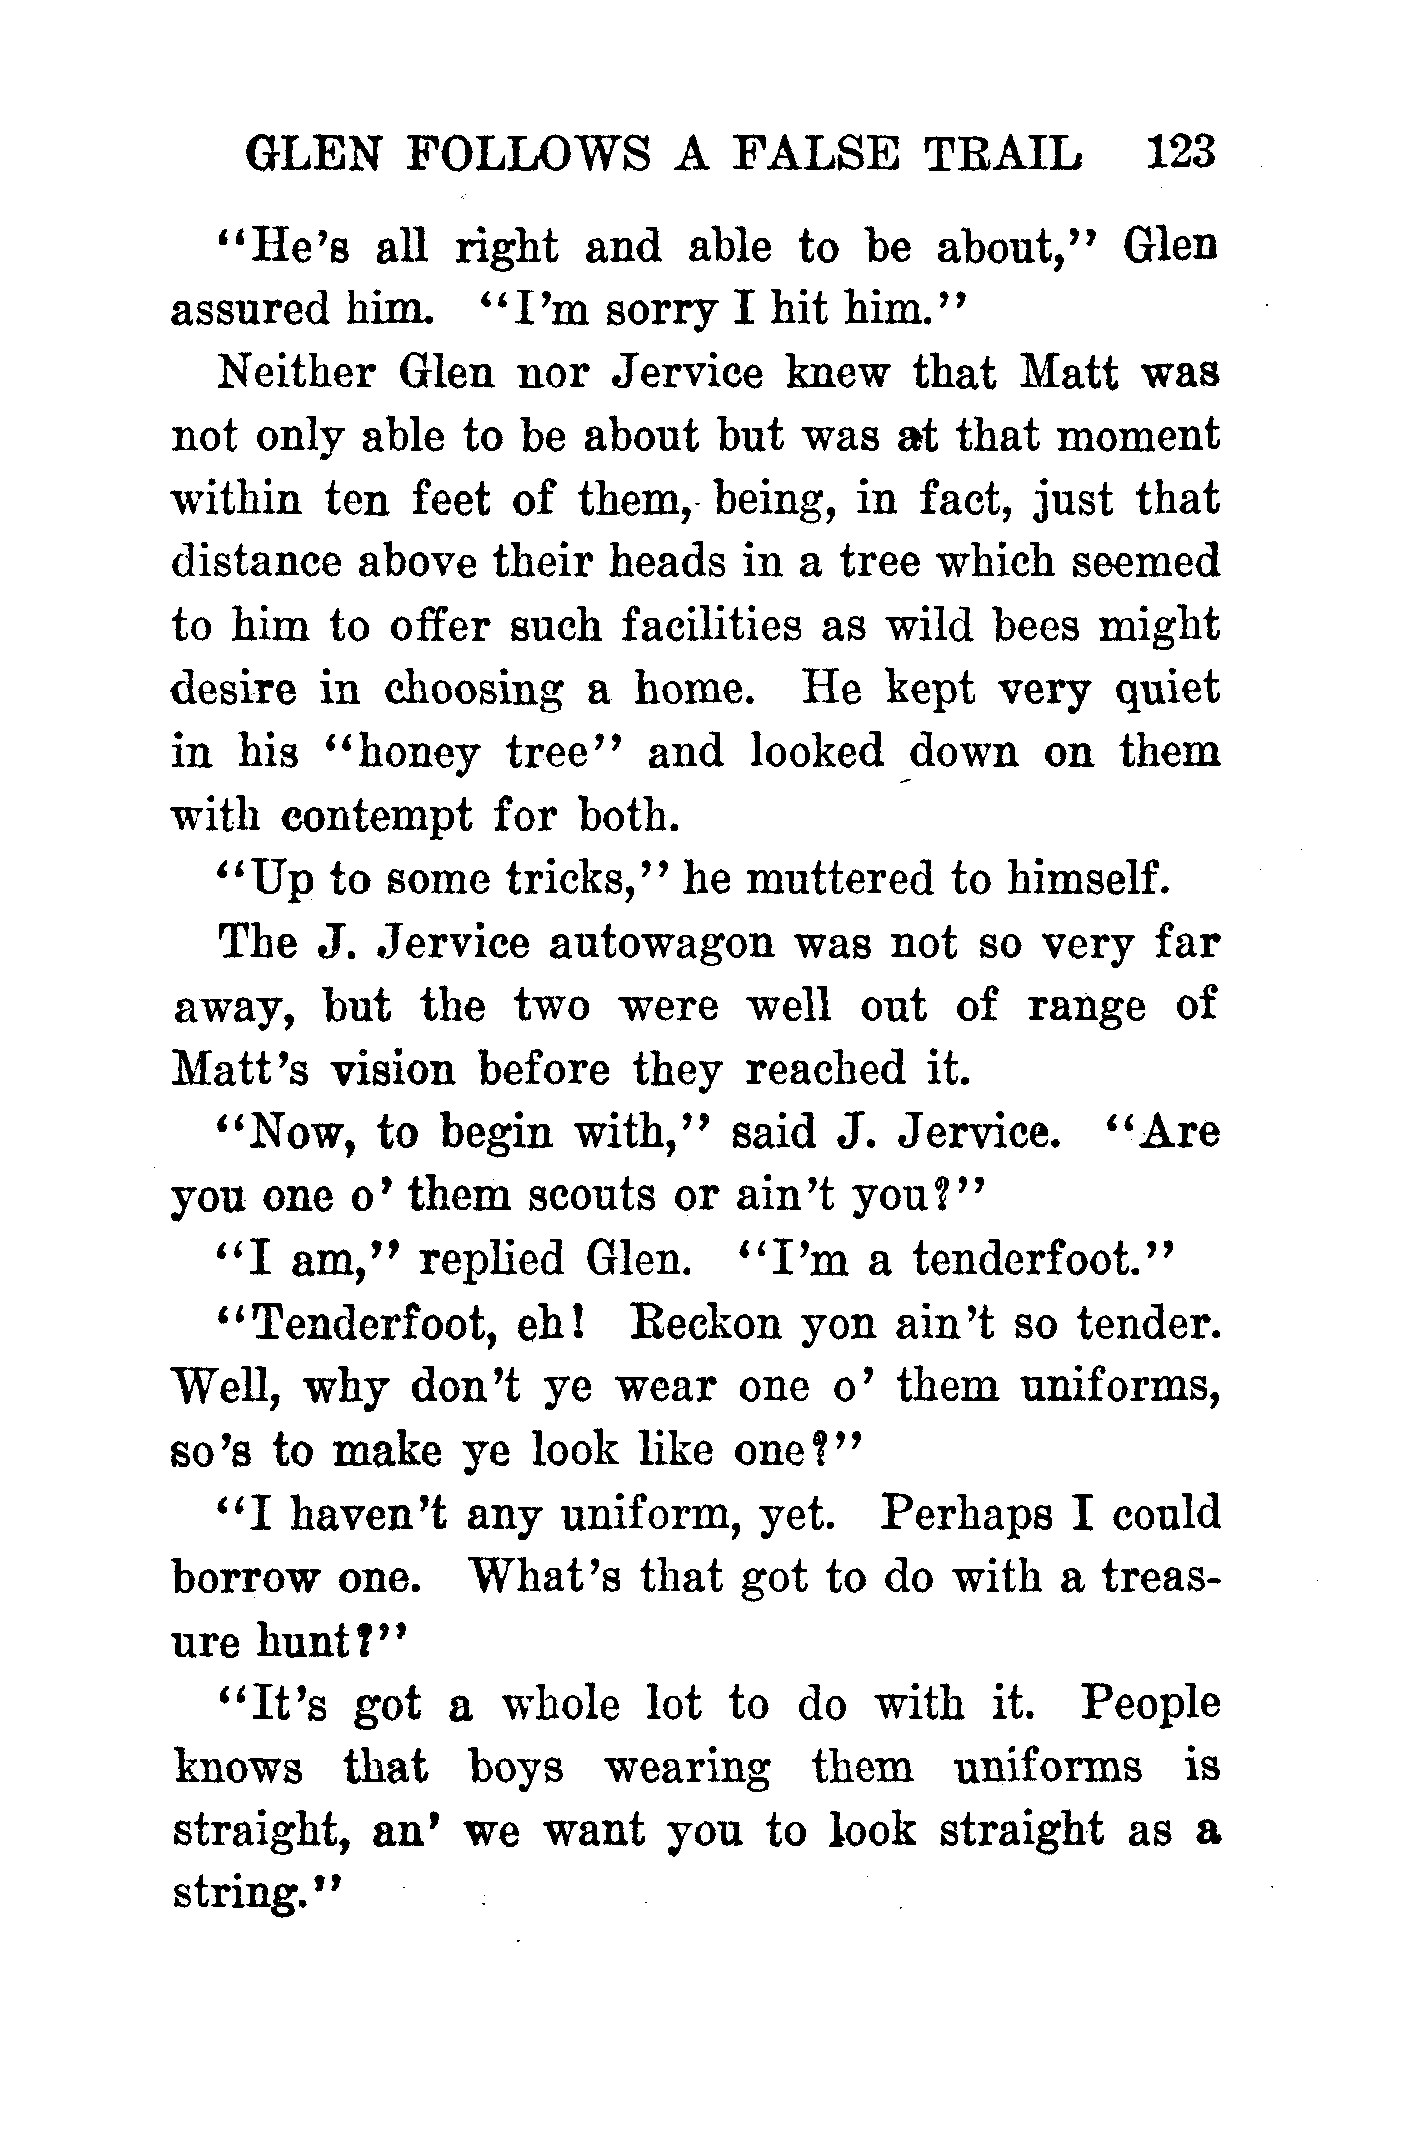 GLEN FOLLOWS A FALSE TRAIL 123
“He’s all right and able to be about,” Glen
assured him. “I’m sorry I hit him.”
Neither Glen nor Jervice knew that Matt was
not only able to be about but was at that moment
within ten feet of them, being, in fact, just that
distance above their heads in a tree which seemed
to him to offer such facilities as wild bees might
desire in choosing a home. He kept very quiet
in his “honey tree” and looked down on them
with contempt for both.
“Up to some tricks,” he muttered to himself.
The J. Jervice autowagon was not so very far
away, but the two were well out of range of
Matt’s vision before they reached it.
“Now, to begin with,” said J. Jervice. “Are
you one o’ them scouts or ain’t you?”
“I am,” replied Glen. “I’m a tenderfoot.”
“Tenderfoot, eh! Reckon yon ain’t so tender.
Well, why don’t ye wear one o’ them uniforms,
so’s to make ye look like one?”
“I haven’t any uniform, yet. Perhaps I could
borrow one. What’s that got to do with a treas-
ure hunt?”
“It’s got a whole lot to do with it. People
knows that boys wearing them uniforms is
straight, an’ we want you to look straight as a
string.”